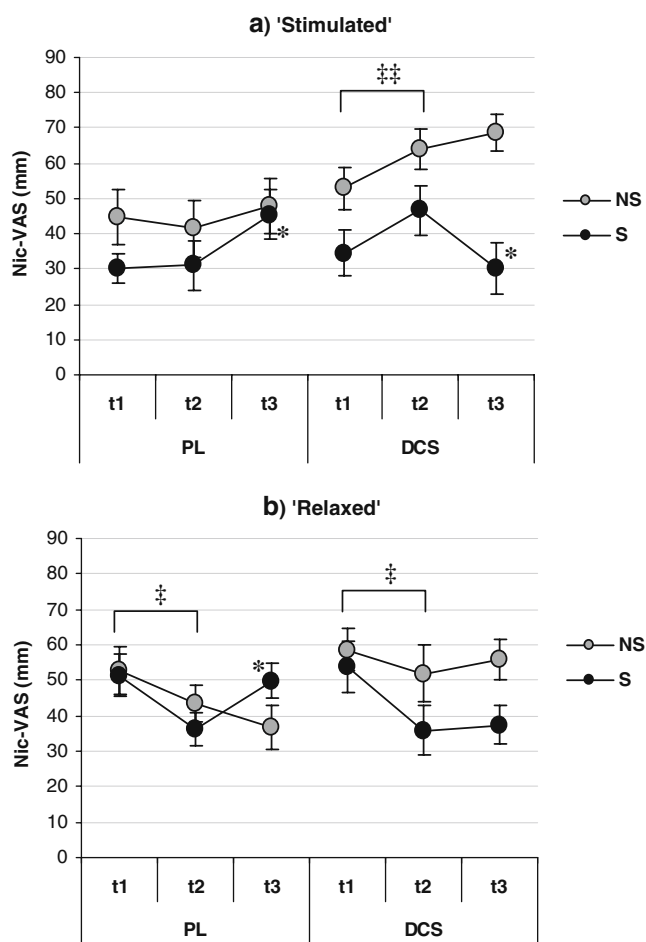 a) 'Stimulated'
90
80
70
60
50
40
30
20
10
0
Nic-VAS (mm)
‡‡
*
*
NS
S
t1 t2 t3 t1 t2 t3
PL DCS
b) 'Relaxed'
90
80
70
60
50
40
30
20
10
0
Nic-VAS (mm)
‡ ‡
*
NS
S
t1 t2 t3 t1 t2 t3
PL DCS